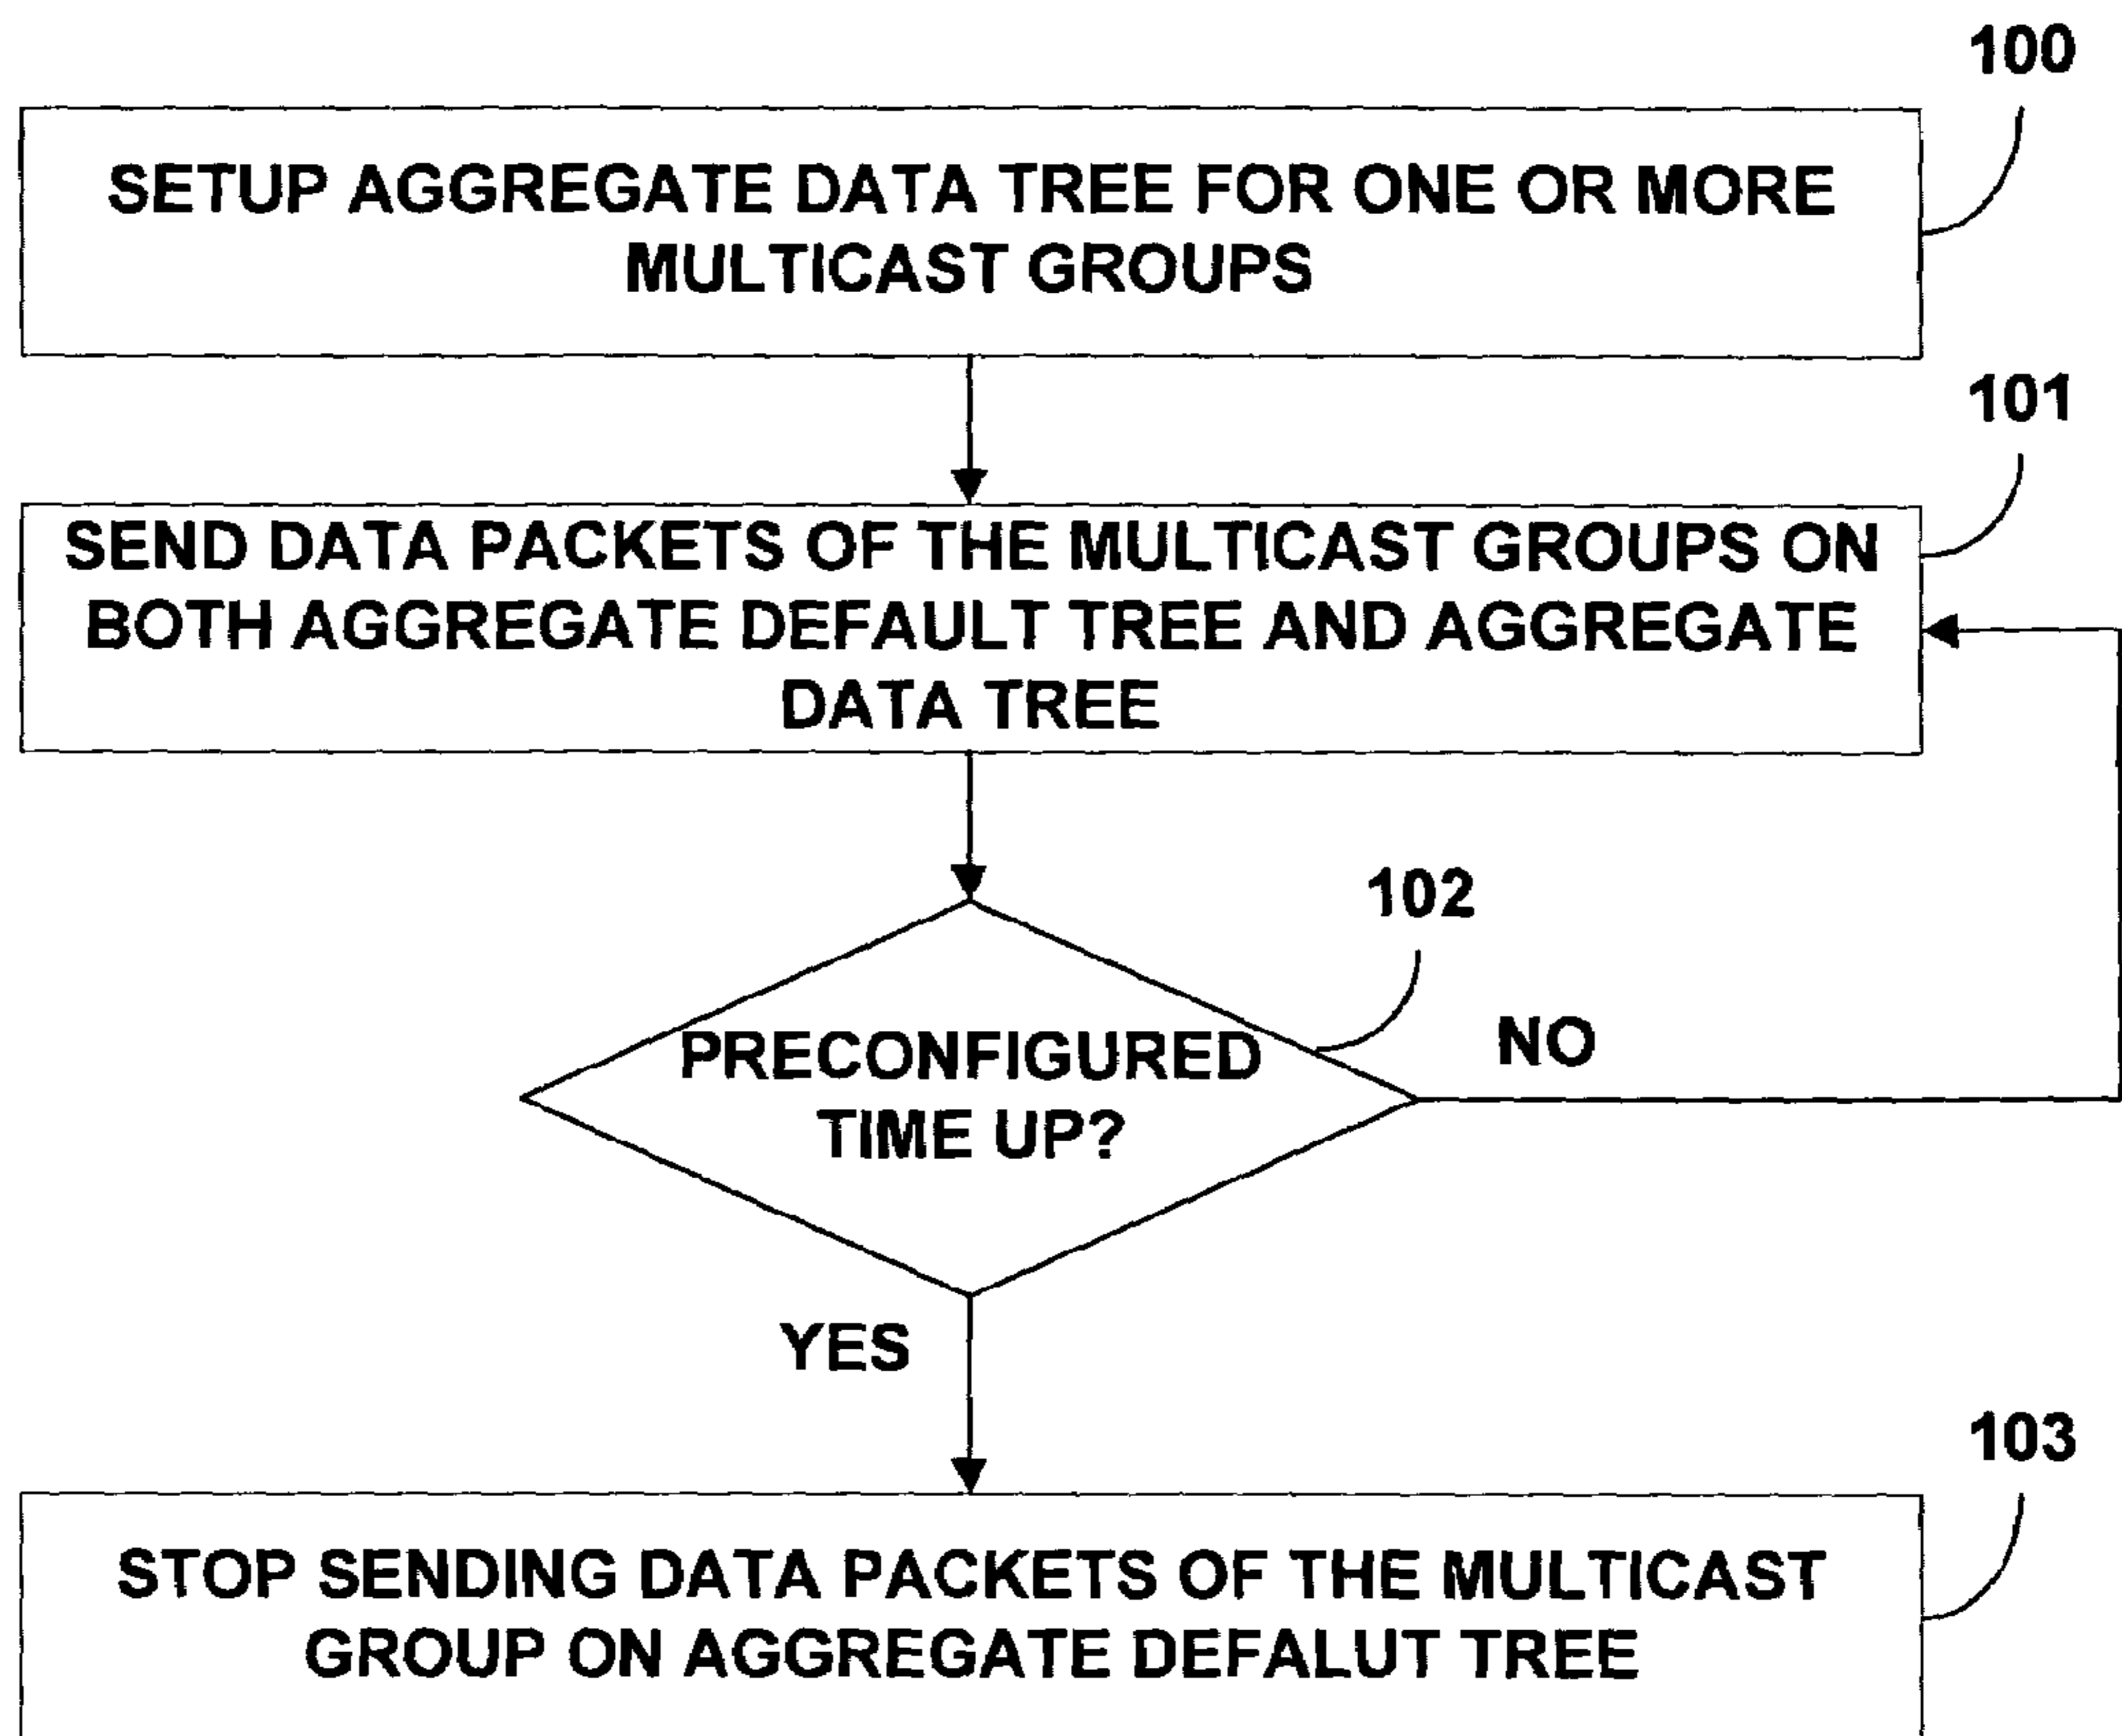 100
SETUP AGGREGATE DATA TREE FOR ONE OR MORE
MULTICAST GROUPS
101
SEND DATA PACKETS OF THE MULTICAST GROUPS ON
BOTH AGGREGATE DEFAULT TREE AND AGGREGATE
DATA TREE
102
PRECONFIGURED
TIME UP?
NO
YES
103
STOP SENDING DATA PACKETS OF THE MULTICAST
GROUP ON AGGREGATE DEFALUT TREE